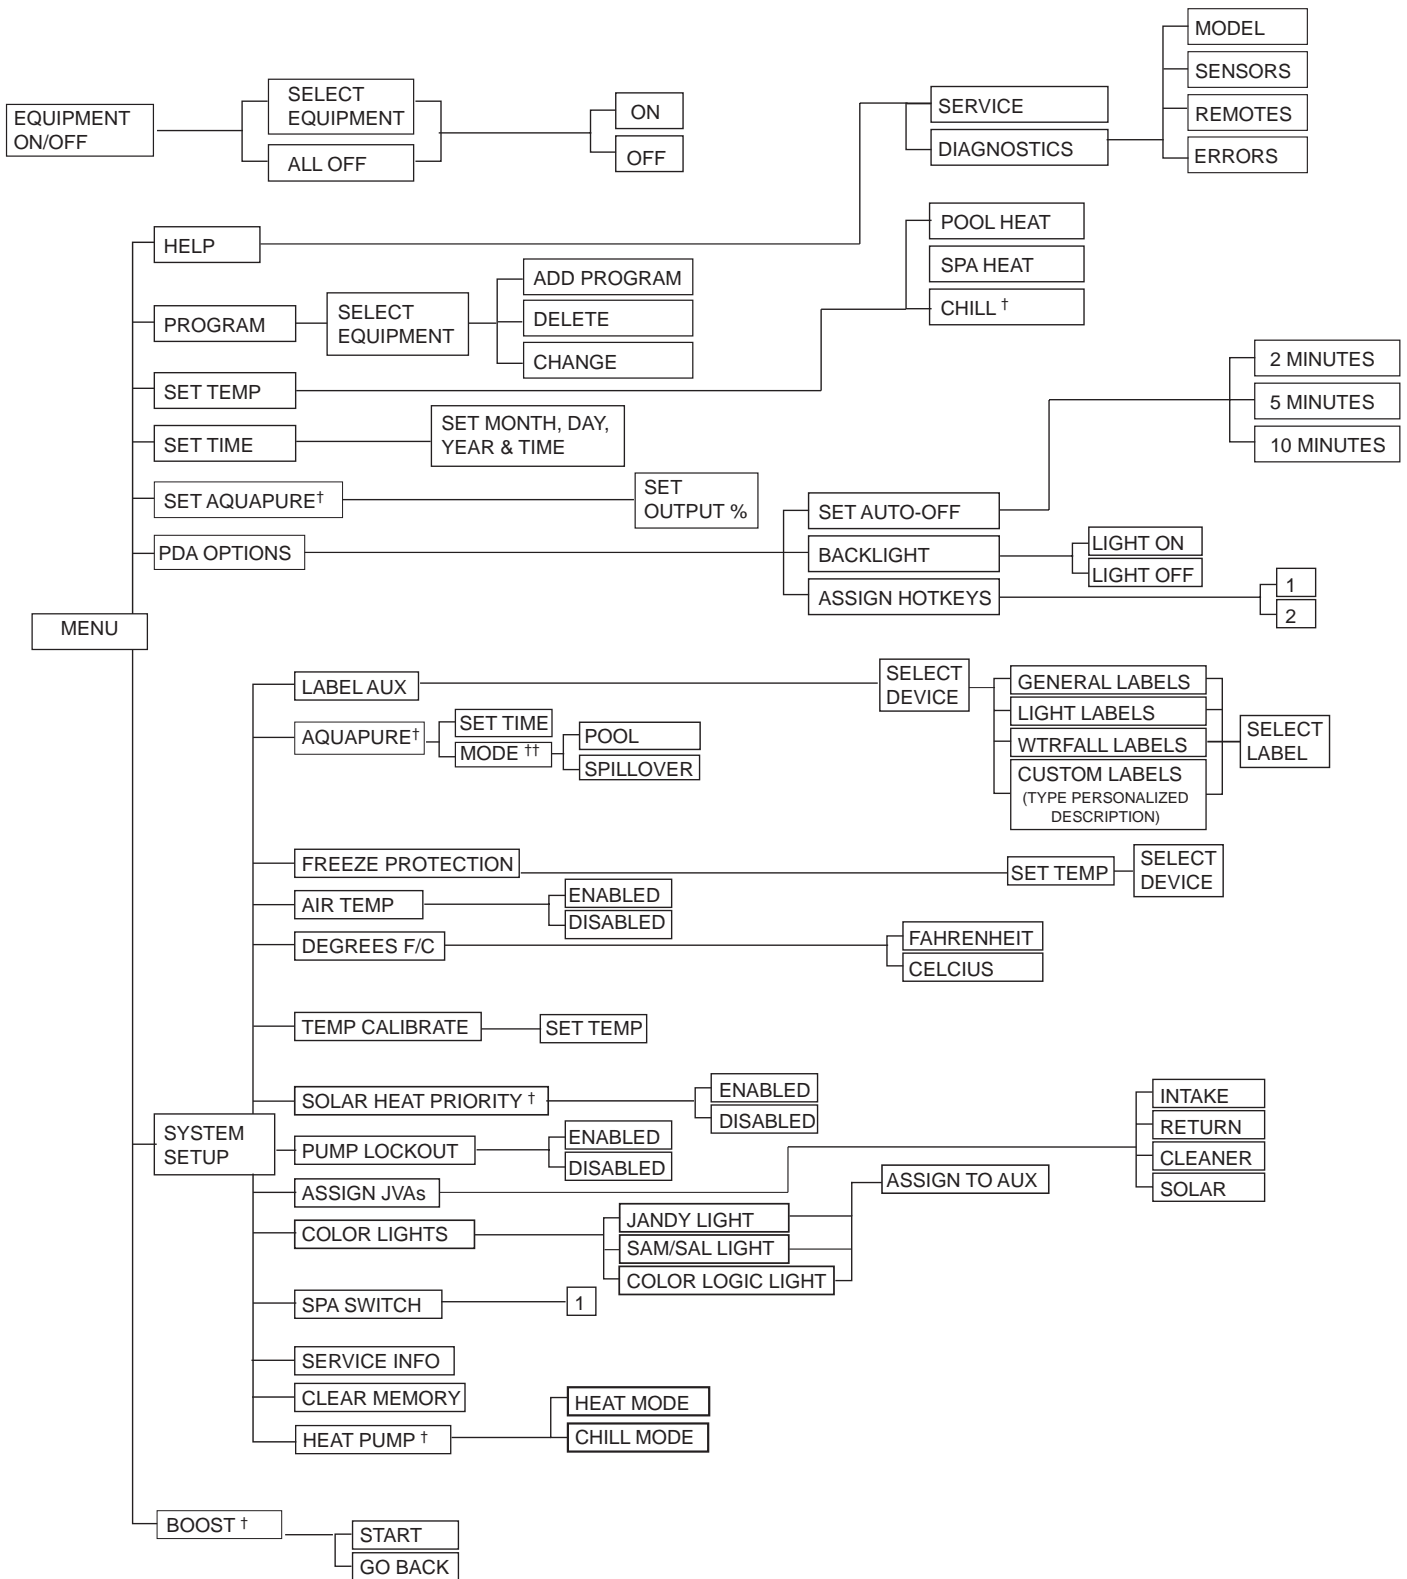 EQUIPMENT
ON/OFF
SELECT
EQUIPMENT
ALL OFF
ON
OFF
SERVICE
DIAGNOSTICS
MODEL
SENSORS
REMOTES
ERRORS
MENU
HELP
POOL HEAT
SPA HEAT
CHILL †
PROGRAM
SELECT
EQUIPMENT
ADD PROGRAM
DELETE
CHANGE
SET TEMP
SET TIME
SET MONTH, DAY,
YEAR & TIME
SET AQUAPURE†
SET
OUTPUT %
PDA OPTIONS
SET AUTO-OFF
2 MINUTES
5 MINUTES
10 MINUTES
BACKLIGHT
LIGHT ON
LIGHT OFF
ASSIGN HOTKEYS
1
2
SYSTEM
SETUP
LABEL AUX
SELECT
DEVICE
GENERAL LABELS
LIGHT LABELS
WTRFALL LABELS
CUSTOM LABELS
(TYPE PERSONALIZED
DESCRIPTION)
SELECT
LABEL
AQUAPURE†
SET TIME
MODE ††
POOL
SPILLOVER
FREEZE PROTECTION
SET TEMP
SELECT
DEVICE
AIR TEMP
ENABLED
DISABLED
DEGREES F/C
FAHRENHEIT
CELCIUS
TEMP CALIBRATE
SET TEMP
SOLAR HEAT PRIORITY †
ENABLED
DISABLED
PUMP LOCKOUT
ENABLED
DISABLED
ASSIGN JVAs
INTAKE
RETURN
CLEANER
SOLAR
COLOR LIGHTS
JANDY LIGHT
SAM/SAL LIGHT
COLOR LOGIC LIGHT
ASSIGN TO AUX
SPA SWITCH
1
SERVICE INFO
CLEAR MEMORY
HEAT PUMP †
HEAT MODE
CHILL MODE
BOOST †
START
GO BACK